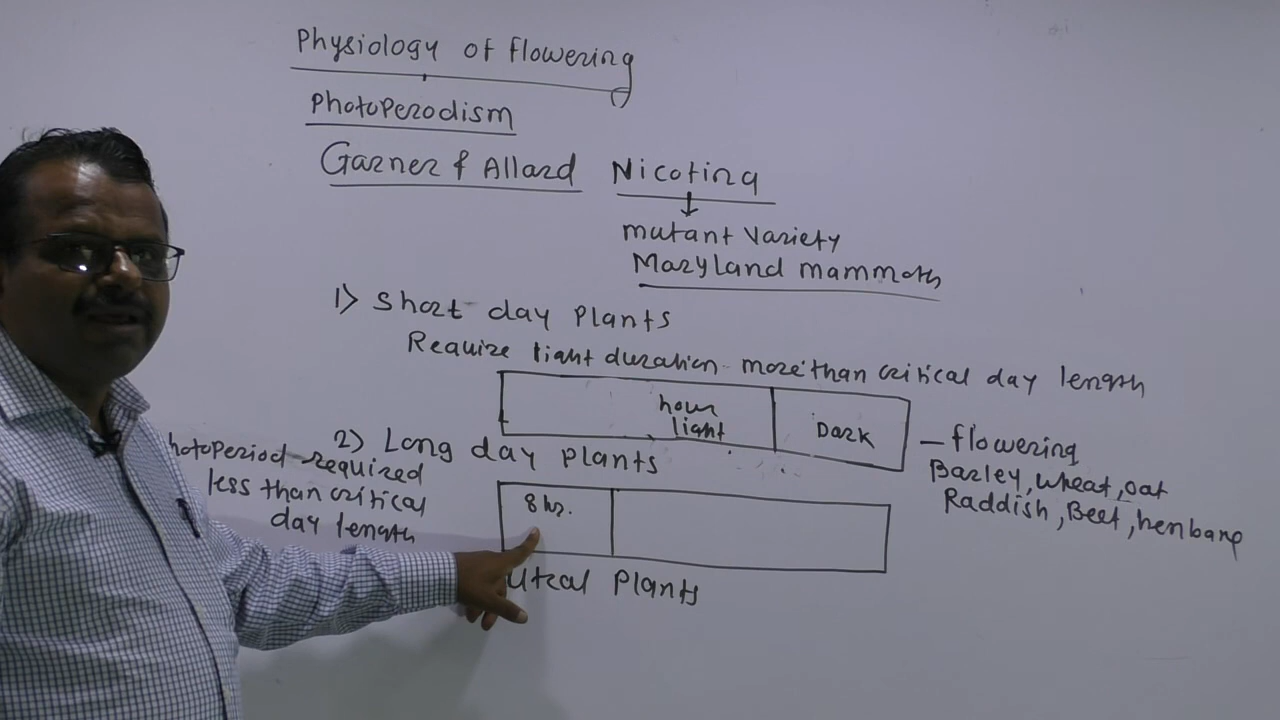 Physiology of flowering
Photoperodism
Garner & Allard Nicotina
mutant variety
Maryland mammoth
1) Short day Plants
Require light duration more than critical day length
hour
light
Dark
– flowering
Barley, wheat, oat
Raddish, Beet, henbane
2) Long day Plants
hotoperiod required
less than critical
day length
8 hr.
utral Plants